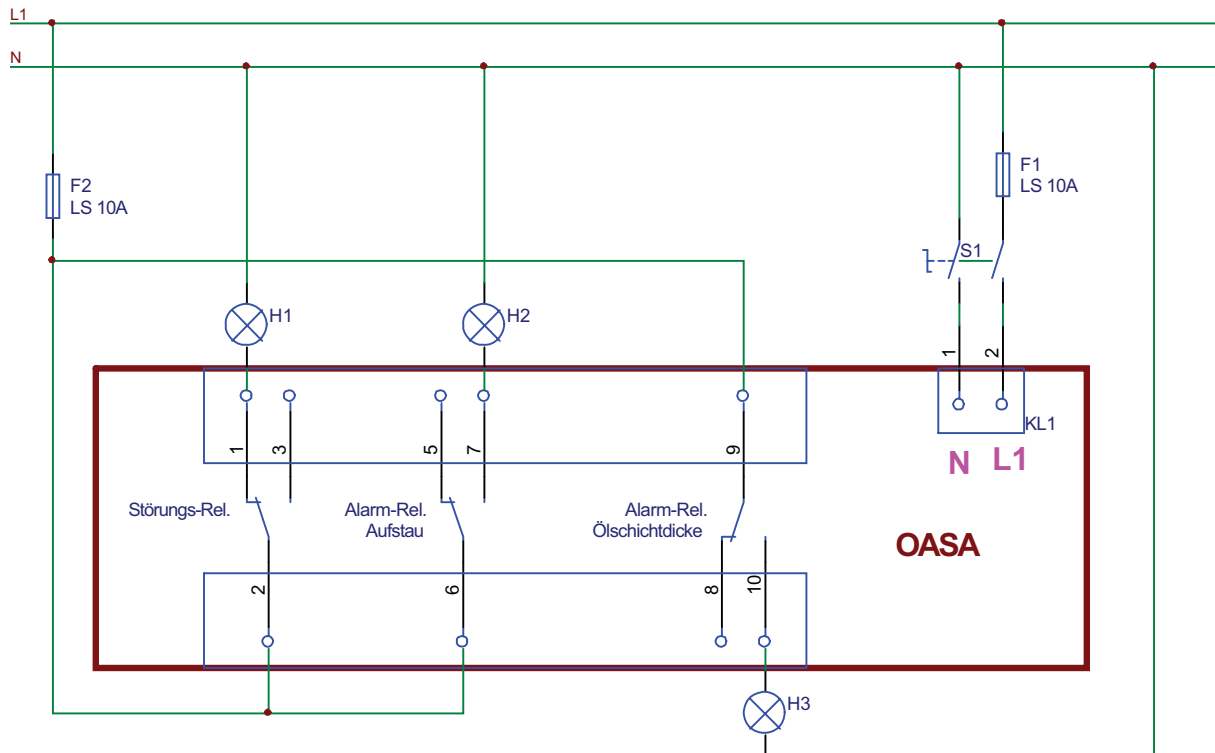 L1
N
F2
LS 10A
F1
LS 10A
S1
H1
H2
1
2
KL1
N L1
1
3
5
7
9
Störungs-Rel.
Alarm-Rel.
Aufstau
Alarm-Rel.
Ölschichtdicke
OASA
2
6
8
10
H3